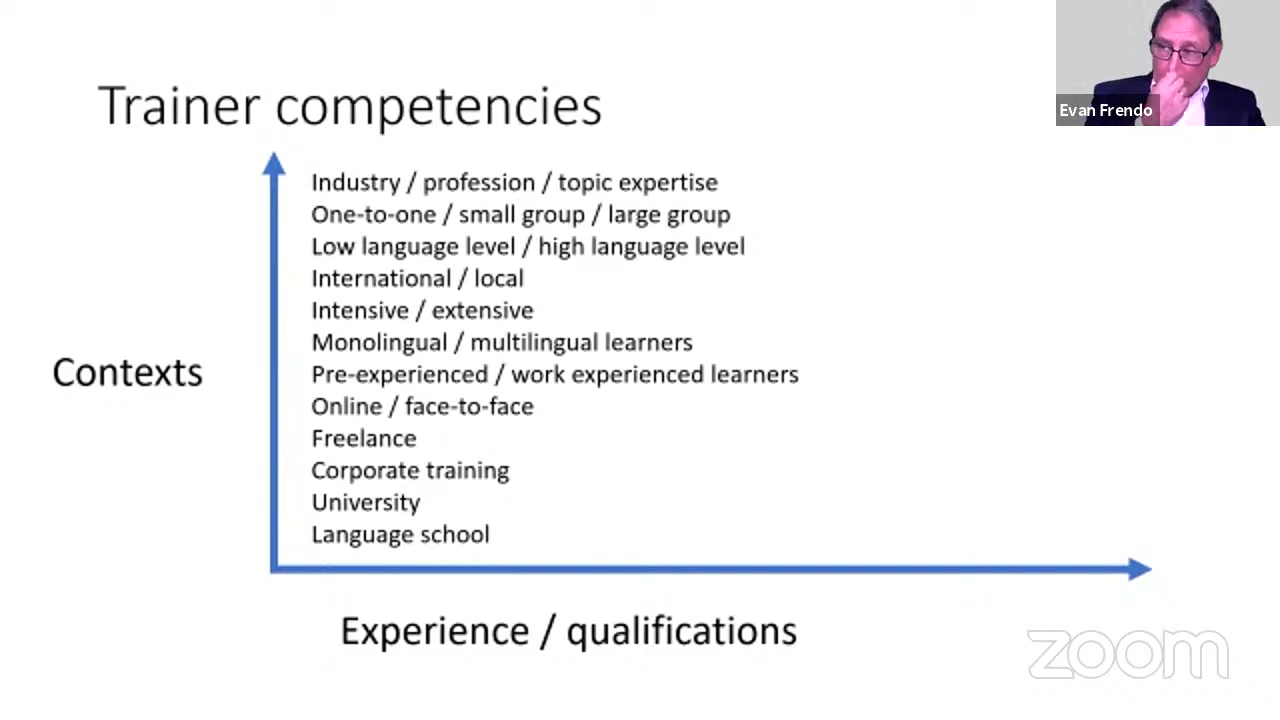 Trainer competencies
Evan Frendo
Industry / profession / topic expertise
One-to-one / small group / large group
Low language level / high language level
International / local
Intensive / extensive
Monolingual / multilingual learners
Pre-experienced / work experienced learners
Online / face-to-face
Freelance
Corporate training
University
Language school
Contexts
Experience / qualifications
zoom